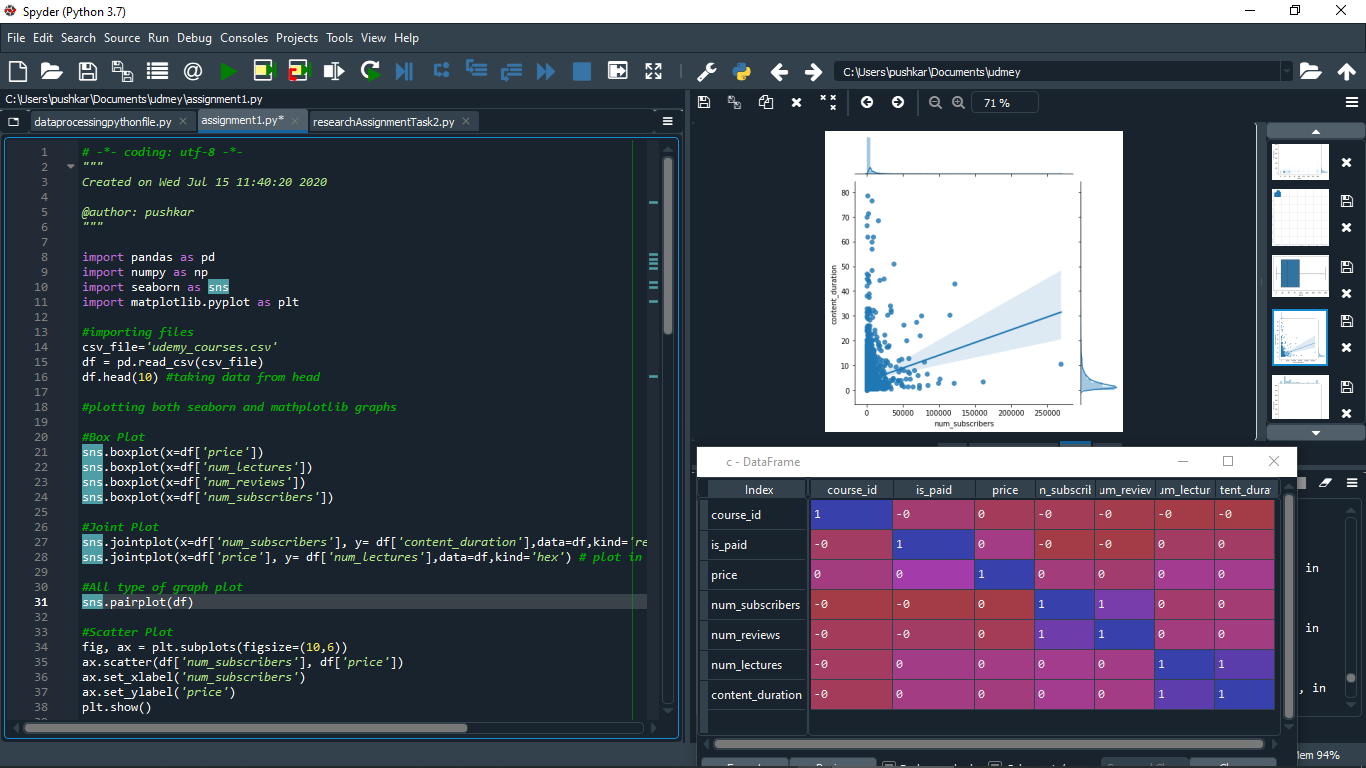 Spyder (Python 3.7)
File Edit Search Source Run Debug Consoles Projects Tools View Help
C:\Users\pushkar\Documents\udmey
C:\Users\pushkar\Documents\udmey\assignment1.py
dataprocessingpythonfile.py
assignment1.py*
researchAssignmentTask2.py
71 %
1 # -*- coding: utf-8 -*-
2 """
3 Created on Wed Jul 15 11:40:20 2020
4
5 @author: pushkar
6 """
7
8 import pandas as pd
9 import numpy as np
10 import seaborn as sns
11 import matplotlib.pyplot as plt
12
13 #importing files
14 csv_file='udemy_courses.csv'
15 df = pd.read_csv(csv_file)
16 df.head(10) #taking data from head
17
18 #plotting both seaborn and mathplotlib graphs
19
20 #Box Plot
21 sns.boxplot(x=df['price'])
22 sns.boxplot(x=df['num_lectures'])
23 sns.boxplot(x=df['num_reviews'])
24 sns.boxplot(x=df['num_subscribers'])
25
26 #Joint Plot
27 sns.jointplot(x=df['num_subscribers'], y= df['content_duration'],data=df,kind='re
28 sns.jointplot(x=df['price'], y= df['num_lectures'],data=df,kind='hex') # plot in
29
30 #All type of graph plot
31 sns.pairplot(df)
32
33 #Scatter Plot
34 fig, ax = plt.subplots(figsize=(10,6))
35 ax.scatter(df['num_subscribers'], df['price'])
36 ax.set_xlabel('num_subscribers')
37 ax.set_ylabel('price')
38 plt.show()
80
70
60
50
40
30
20
10
0
content_duration
0 50000 100000 150000 200000 250000
num_subscribers
c - DataFrame
Index course_id is_paid price n_subscril um_review um_lectur tent_durat
course_id 1 -0 0 -0 -0 -0 -0
is_paid -0 1 0 -0 -0 0 0
price 0 0 1 0 0 0 0
num_subscribers -0 -0 0 1 1 0 0
num_reviews -0 -0 0 1 1 0 0
num_lectures -0 0 0 0 0 1 1
content_duration -0 0 0 0 0 1 1
in
in
, in
94%